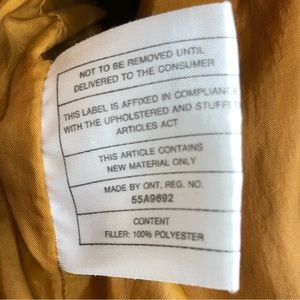 NOT TO BE REMOVED UNTIL
DELIVERED TO THE CONSUMER
THIS LABEL IS AFFIXED IN COMPLIANCE
WITH THE UPHOLSTERED AND STUFFED
ARTICLES ACT
THIS ARTICLE CONTAINS
NEW MATERIAL ONLY
MADE BY ONT. REG. NO.
55A9692
CONTENT
FILLER: 100% POLYESTER